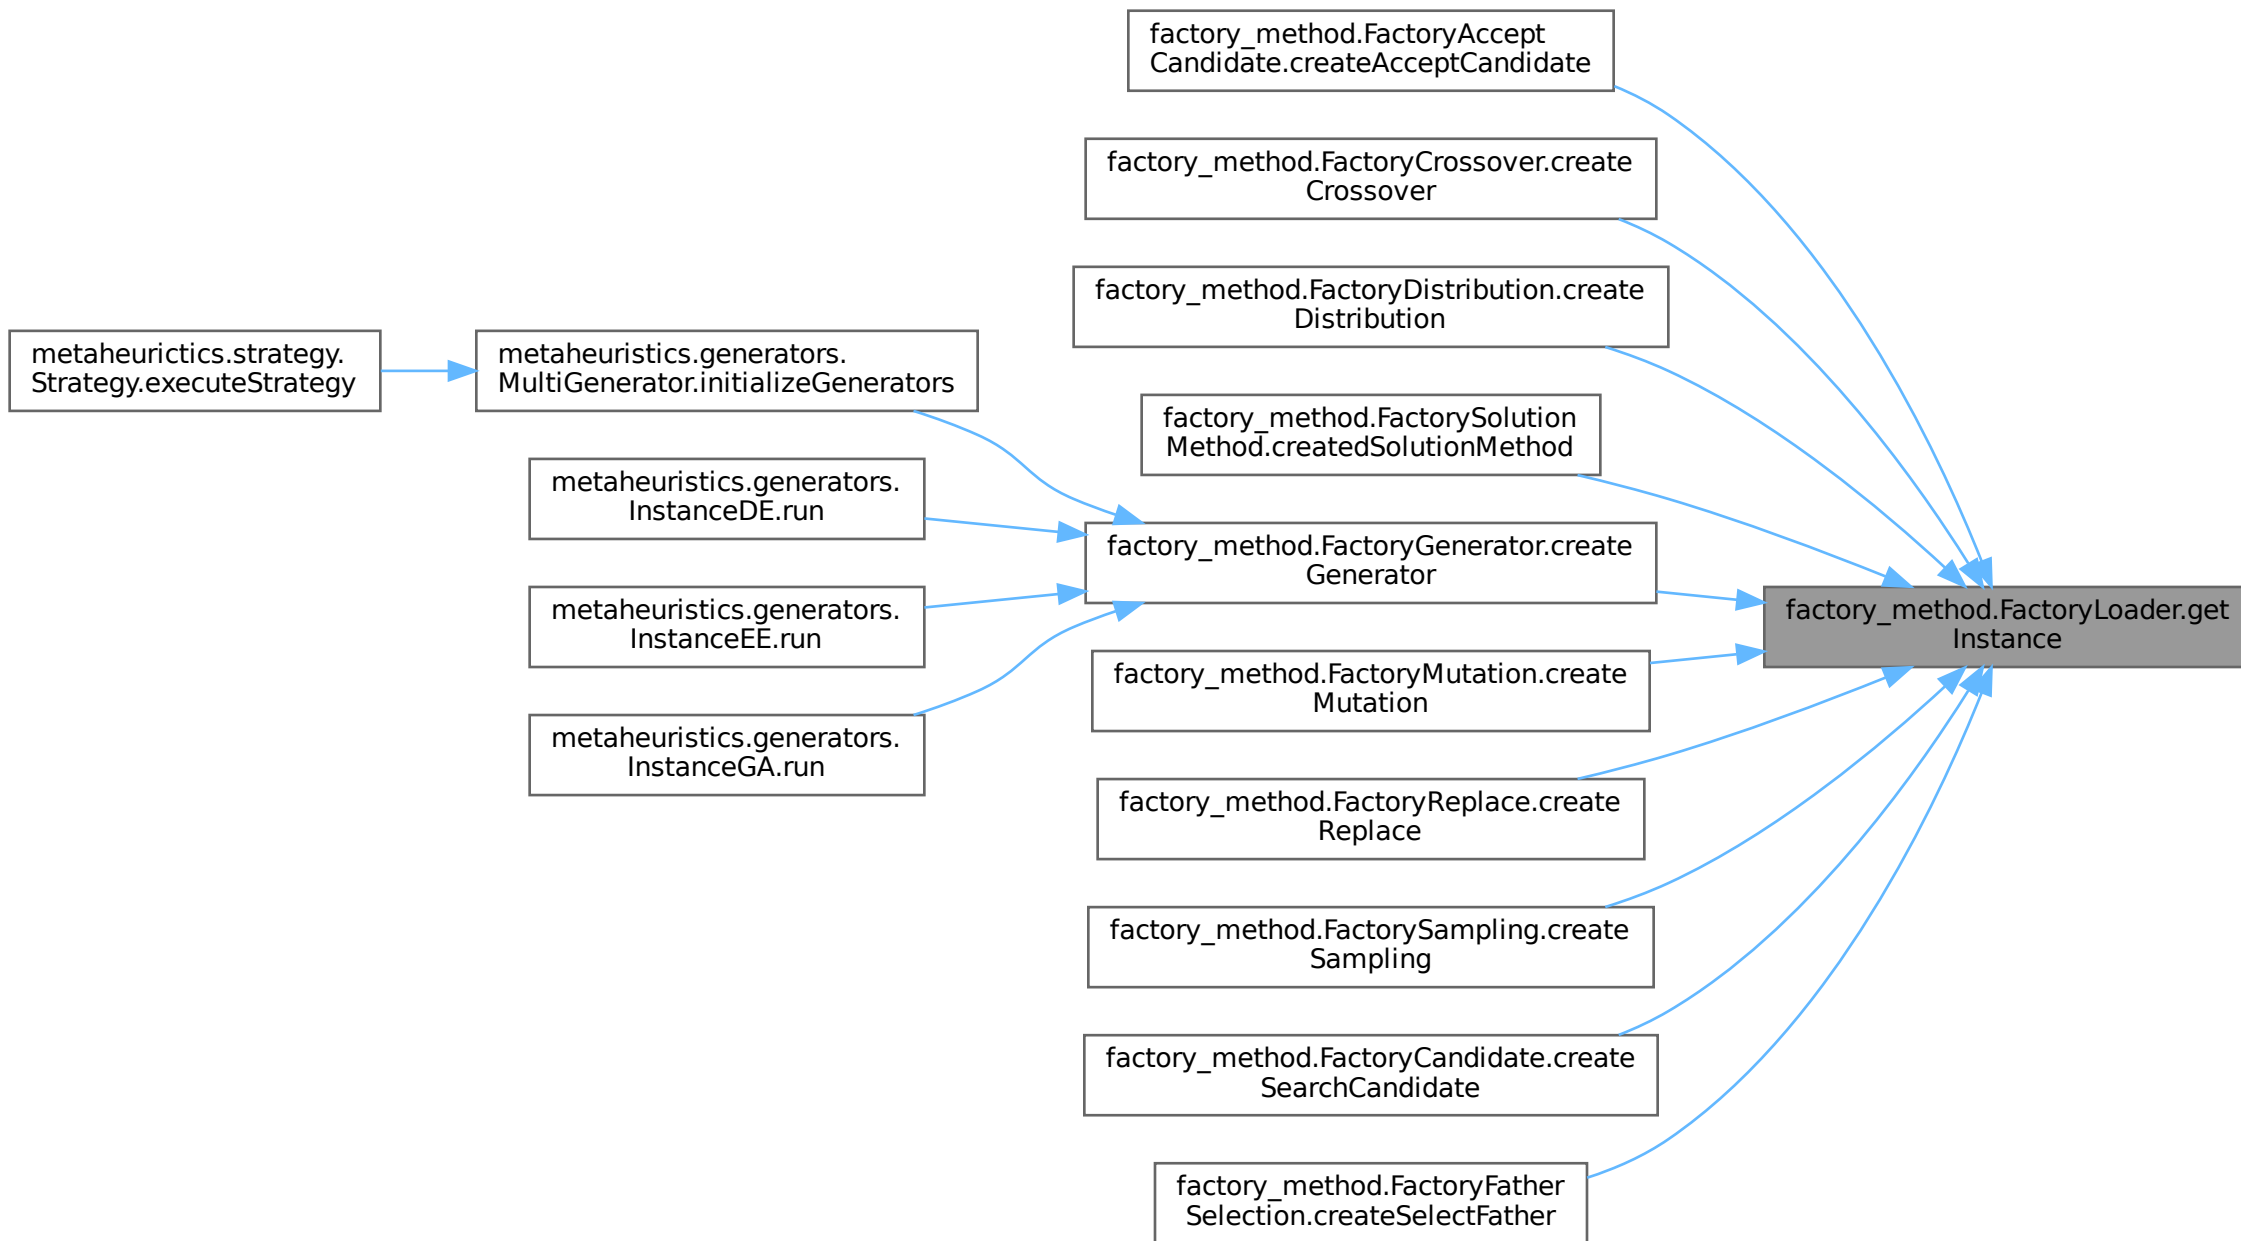 factory_method.FactoryAccept
Candidate.createAcceptCandidate
factory_method.FactoryCrossover.create
Crossover
factory_method.FactoryDistribution.create
Distribution
metaheurictics.strategy.
Strategy.executeStrategy
metaheuristics.generators.
MultiGenerator.initializeGenerators
factory_method.FactorySolution
Method.createdSolutionMethod
metaheuristics.generators.
InstanceDE.run
factory_method.FactoryGenerator.create
Generator
metaheuristics.generators.
InstanceEE.run
factory_method.FactoryLoader.get
Instance
factory_method.FactoryMutation.create
Mutation
metaheuristics.generators.
InstanceGA.run
factory_method.FactoryReplace.create
Replace
factory_method.FactorySampling.create
Sampling
factory_method.FactoryCandidate.create
SearchCandidate
factory_method.FactoryFather
Selection.createSelectFather